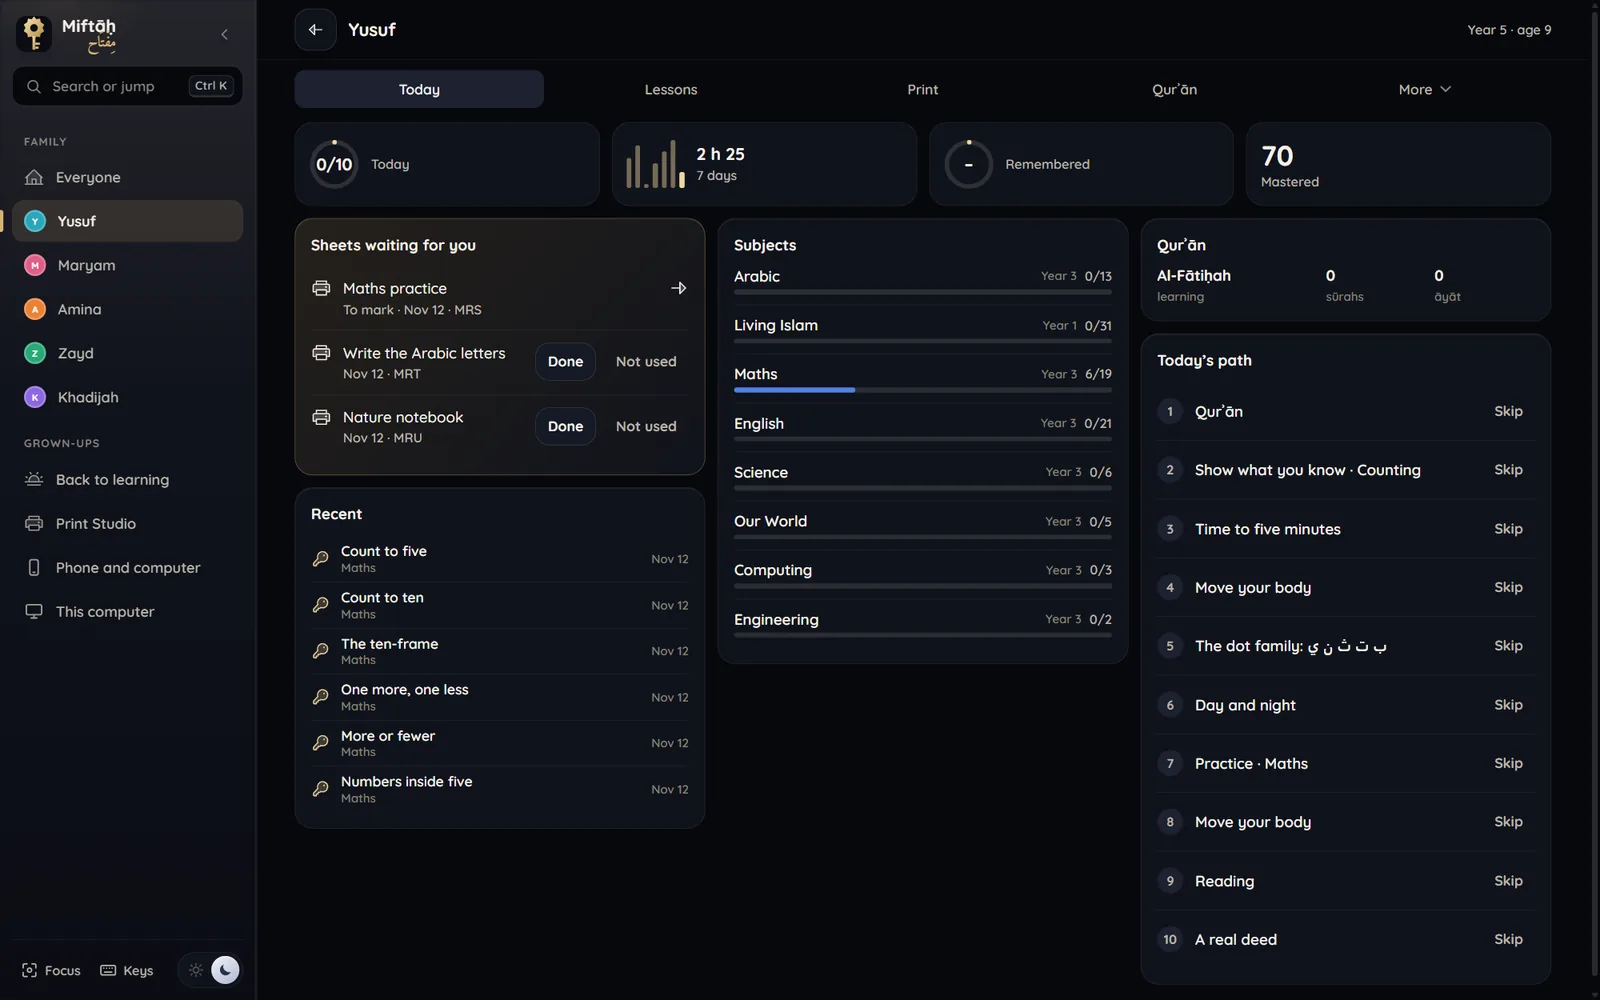 Miftāḥ
مِفتاح
Search or jump Ctrl K
FAMILY
Everyone
Y Yusuf
M Maryam
A Amina
Z Zayd
K Khadijah
GROWN-UPS
Back to learning
Print Studio
Phone and computer
This computer
Focus Keys
Yusuf
Year 5 · age 9
Today Lessons Print Qurʾān More
0/10 Today
2 h 25
7 days
- Remembered
70
Mastered
Sheets waiting for you
Maths practice
To mark · Nov 12 · MRS
Write the Arabic letters
Nov 12 · MRT
Done Not used
Nature notebook
Nov 12 · MRU
Done Not used
Recent
Count to five
Maths
Nov 12
Count to ten
Maths
Nov 12
The ten-frame
Maths
Nov 12
One more, one less
Maths
Nov 12
More or fewer
Maths
Nov 12
Numbers inside five
Maths
Nov 12
Subjects
Arabic Year 3 0/13
Living Islam Year 1 0/31
Maths Year 3 6/19
English Year 3 0/21
Science Year 3 0/6
Our World Year 3 0/5
Computing Year 3 0/3
Engineering Year 3 0/2
Qurʾān
Al-Fātiḥah 0 0
learning sūrahs āyāt
Today’s path
1 Qurʾān Skip
2 Show what you know · Counting Skip
3 Time to five minutes Skip
4 Move your body Skip
5 The dot family: ب ت ث ن ي Skip
6 Day and night Skip
7 Practice · Maths Skip
8 Move your body Skip
9 Reading Skip
10 A real deed Skip